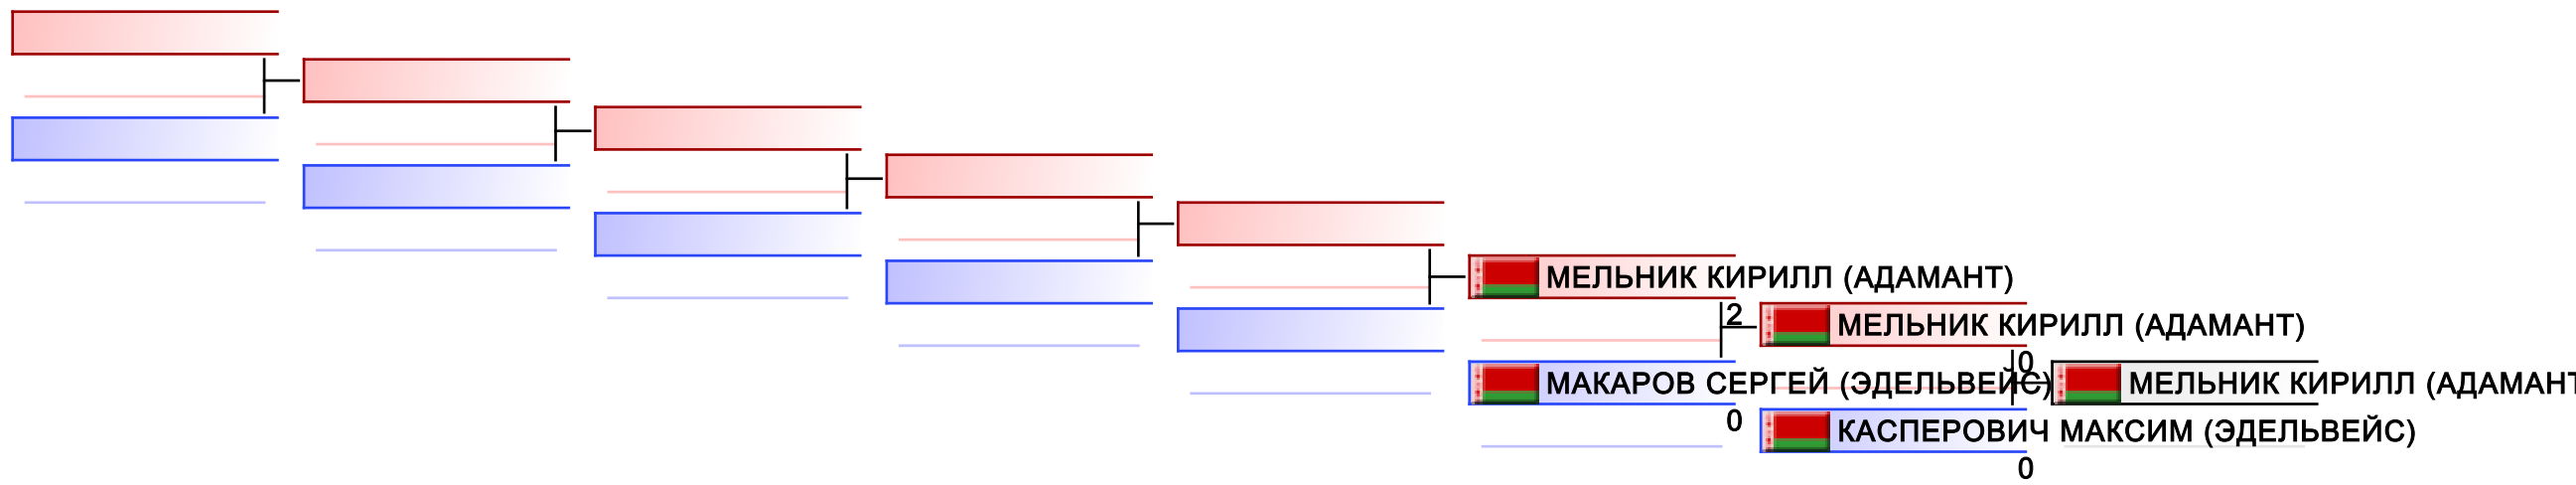 МЕЛЬНИК КИРИЛЛ (АДАМАНТ)
2
МЕЛЬНИК КИРИЛЛ (АДАМАНТ)
0
МАКАРОВ СЕРГЕЙ (ЭДЕЛЬВЕЙС)
МЕЛЬНИК КИРИЛЛ (АДАМАНТ
0
КАСПЕРОВИЧ МАКСИМ (ЭДЕЛЬВЕЙС)
0